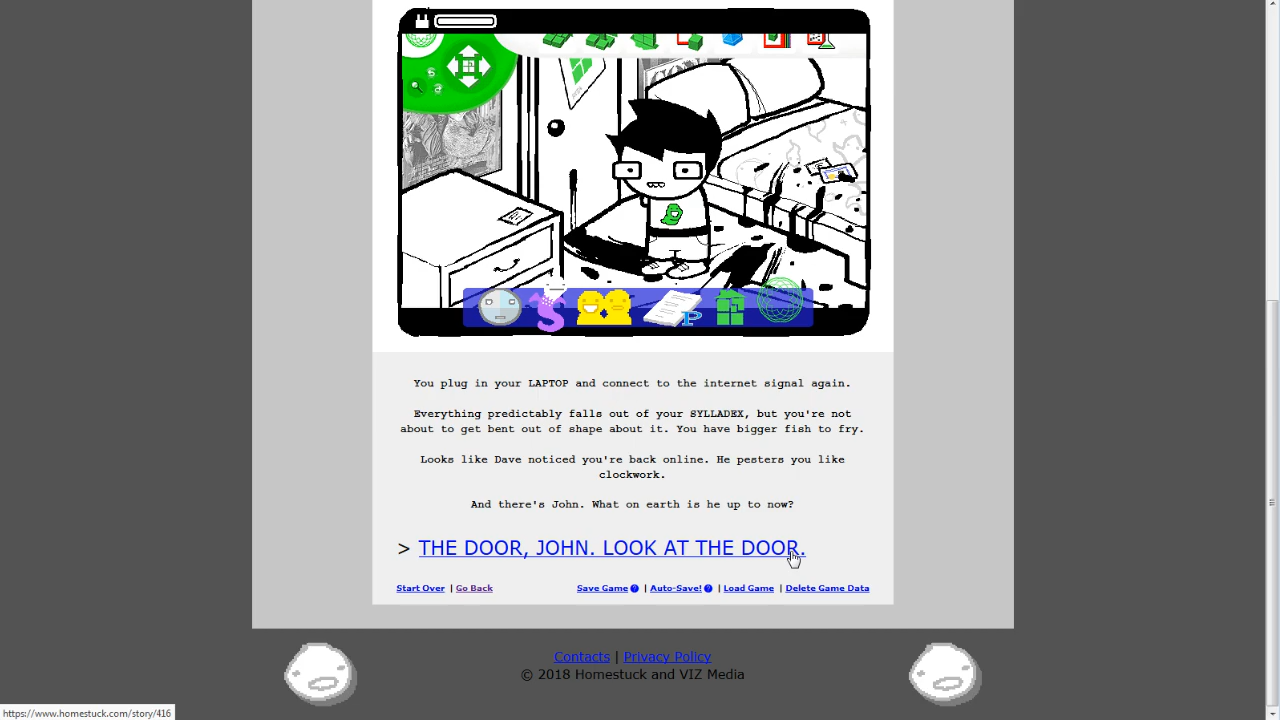 You plug in your LAPTOP and connect to the internet signal again.
Everything predictably falls out of your SYLLADEX, but you're not
about to get bent out of shape about it. You have bigger fish to fry.
Looks like Dave noticed you're back online. He pesters you like
clockwork.
And there's John. What on earth is he up to now?
> THE DOOR, JOHN. LOOK AT THE DOOR.
Start Over | Go Back Save Game ? | Auto-Save! ? | Load Game | Delete Game Data
Contacts | Privacy Policy
© 2018 Homestuck and VIZ Media
https://www.homestuck.com/story/416